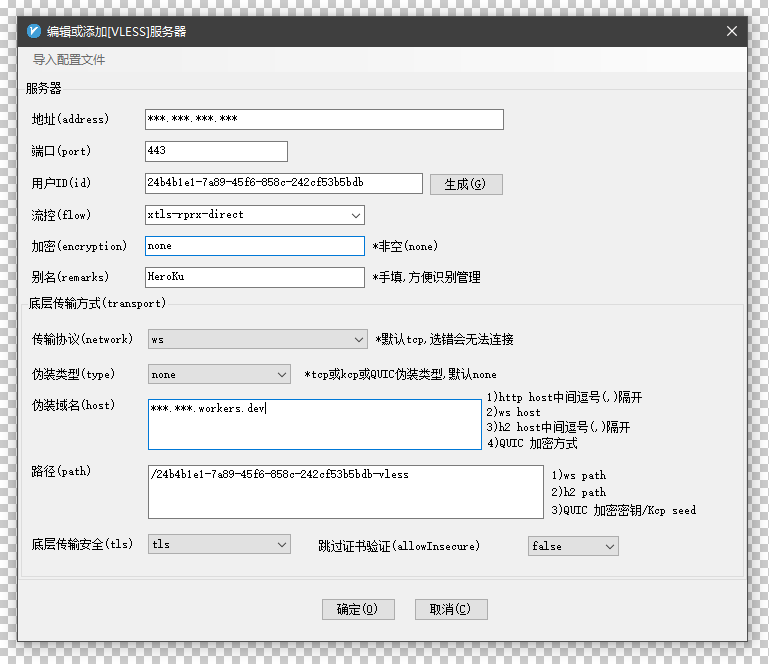 编辑或添加[VLESS]服务器
导入配置文件
服务器
地址(address) ***.***.***.***
端口(port) 443
用户ID(id) 24b4b1e1-7a89-45f6-858c-242cf53b5bdb 生成(G)
流控(flow) xtls-rprx-direct
加密(encryption) none *非空(none)
别名(remarks) HeroKu *手填,方便识别管理
底层传输方式(transport)
传输协议(network) ws *默认tcp,选错会无法连接
伪装类型(type) none *tcp或kcp或QUIC伪装类型,默认none
伪装域名(host) ***.***.workers.dev 1)http host中间逗号(,)隔开
2)ws host
3)h2 host中间逗号(,)隔开
4)QUIC 加密方式
路径(path) /24b4b1e1-7a89-45f6-858c-242cf53b5bdb-vless 1)ws path
2)h2 path
3)QUIC 加密密钥/Kcp seed
底层传输安全(tls) tls 跳过证书验证(allowInsecure) false
确定(O) 取消(C)